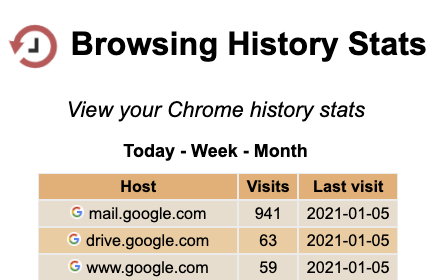 Browsing History Stats
View your Chrome history stats
Today - Week - Month
Host Visits Last visit
mail.google.com 941 2021-01-05
drive.google.com 63 2021-01-05
www.google.com 59 2021-01-05